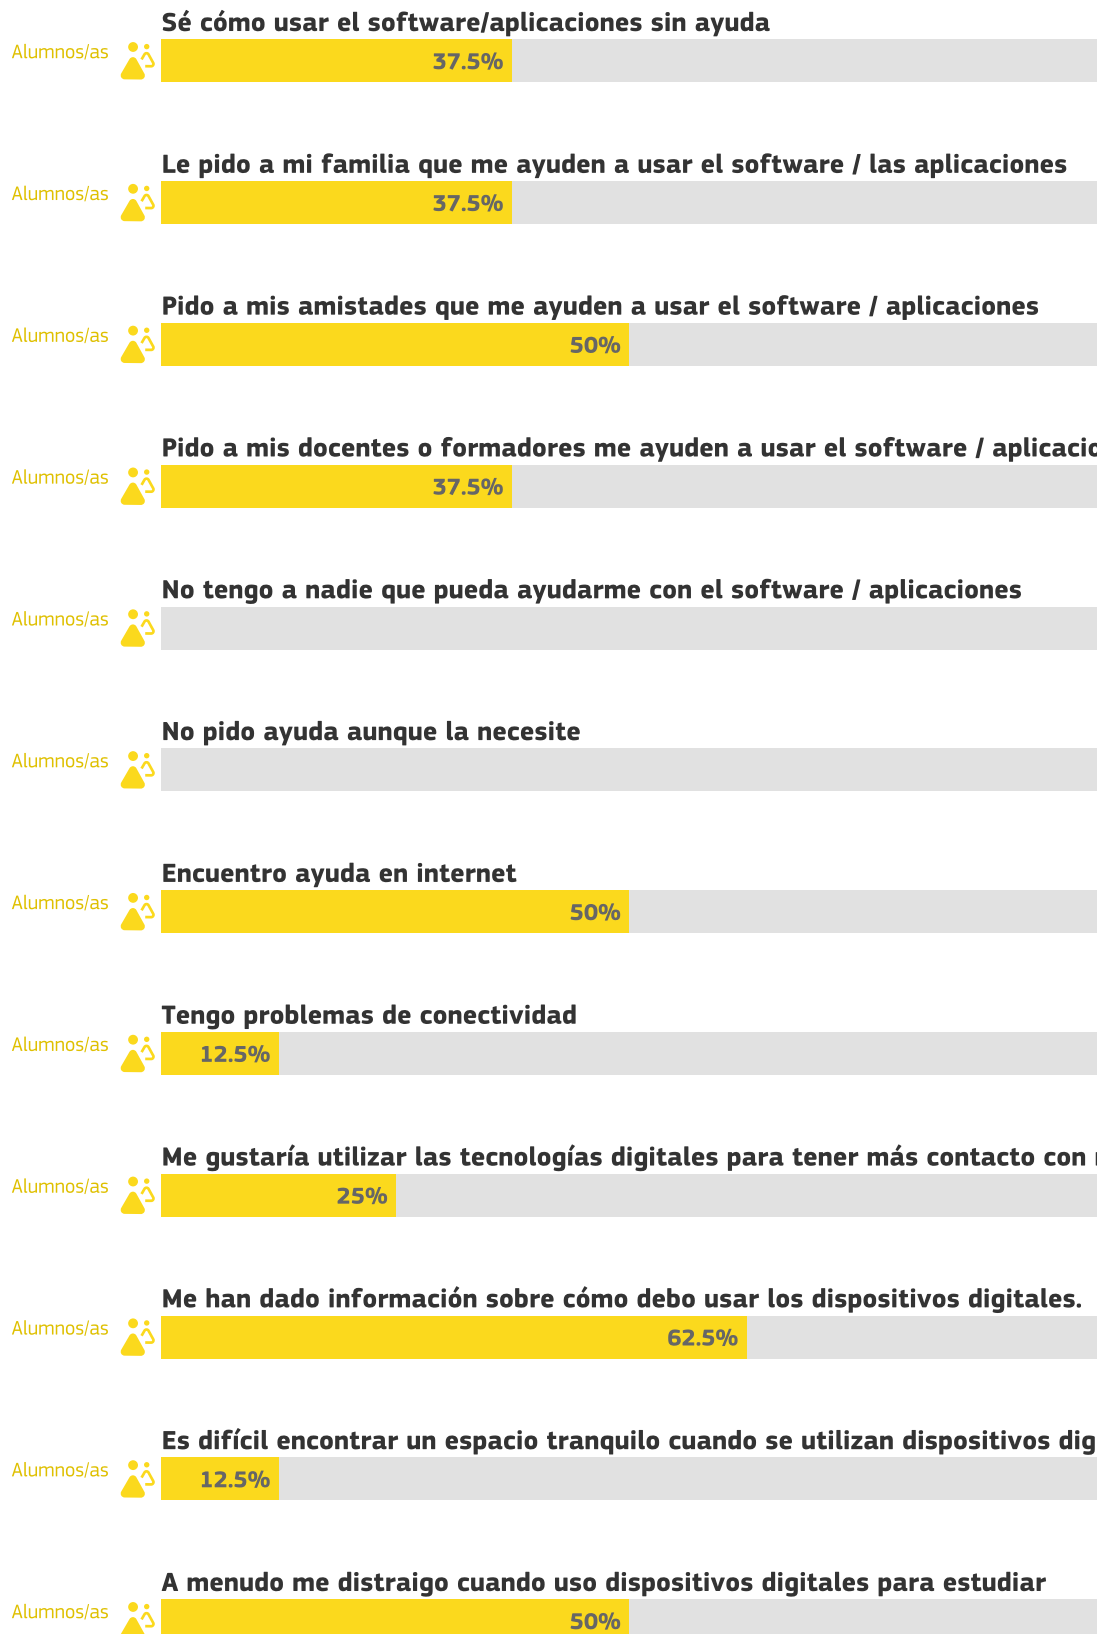 Sé cómo usar el software/aplicaciones sin ayuda
Alumnos/as
37.5%
Le pido a mi familia que me ayuden a usar el software / las aplicaciones
Alumnos/as
37.5%
Pido a mis amistades que me ayuden a usar el software / aplicaciones
Alumnos/as
50%
Pido a mis docentes o formadores me ayuden a usar el software / aplicacio
Alumnos/as
37.5%
No tengo a nadie que pueda ayudarme con el software / aplicaciones
Alumnos/as
No pido ayuda aunque la necesite
Alumnos/as
Encuentro ayuda en internet
Alumnos/as
50%
Tengo problemas de conectividad
Alumnos/as
12.5%
Me gustaría utilizar las tecnologías digitales para tener más contacto con
Alumnos/as
25%
Me han dado información sobre cómo debo usar los dispositivos digitales.
Alumnos/as
62.5%
Es difícil encontrar un espacio tranquilo cuando se utilizan dispositivos dig
Alumnos/as
12.5%
A menudo me distraigo cuando uso dispositivos digitales para estudiar
Alumnos/as
50%